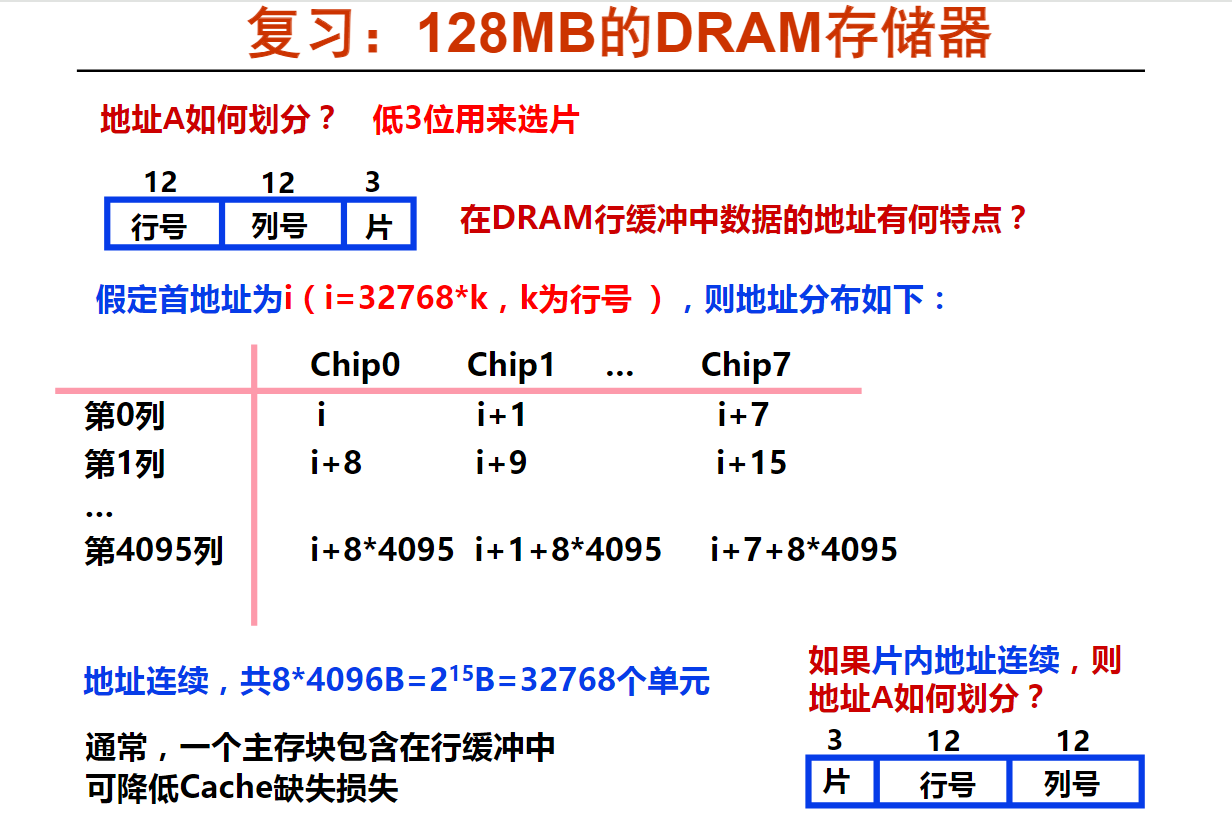 复习：128MB的DRAM存储器
地址A如何划分？ 低3位用来选片
12 12 3
行号 列号 片
在DRAM行缓冲中数据的地址有何特点？
假定首地址为i（i=32768*k，k为行号 ），则地址分布如下：
Chip0 Chip1 ... Chip7
第0列 i i+1 i+7
第1列 i+8 i+9 i+15
...
第4095列 i+8*4095 i+1+8*4095 i+7+8*4095
地址连续，共8*4096B=2¹⁵B=32768个单元
通常，一个主存块包含在行缓冲中
可降低Cache缺失损失
如果片内地址连续，则
地址A如何划分？
3 12 12
片 行号 列号